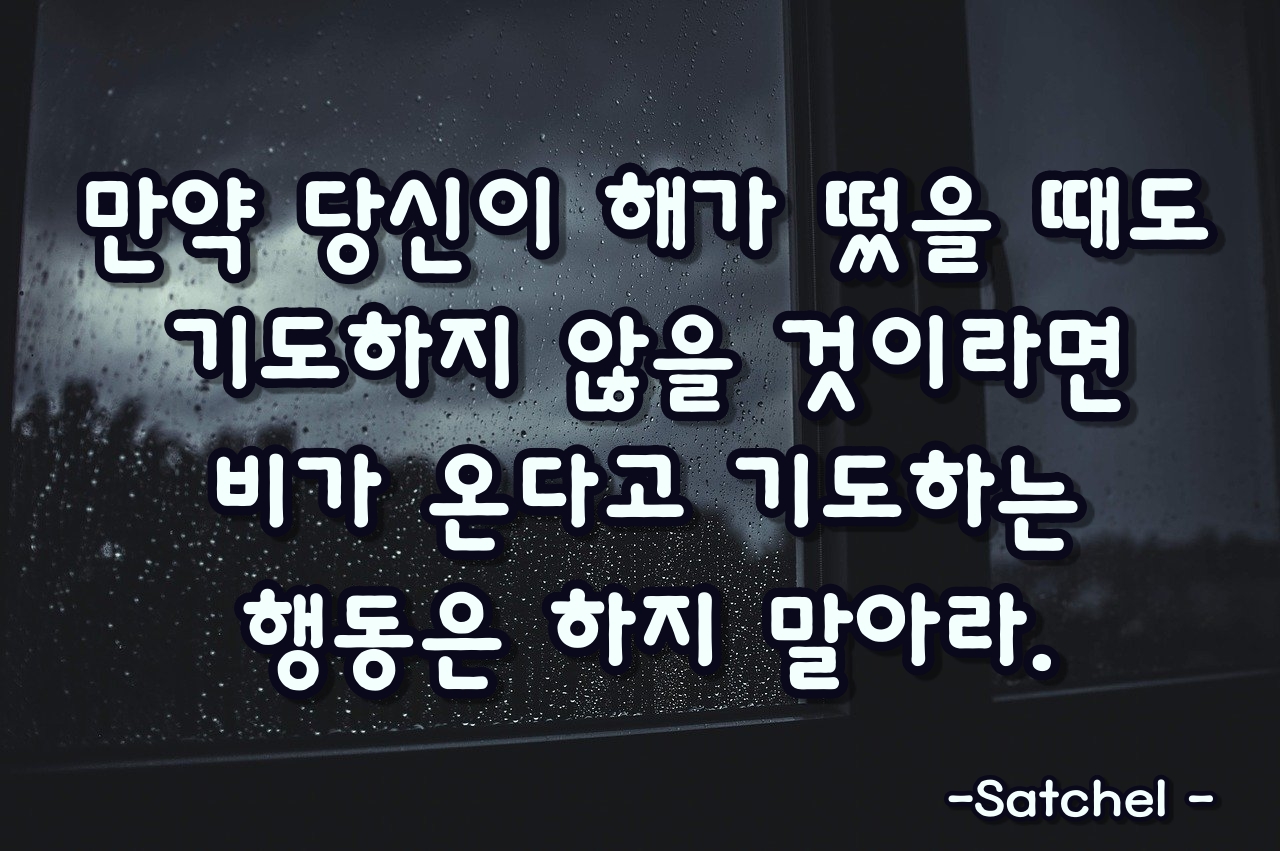 만약 당신이 해가 떴을 때도
기도하지 않을 것이라면
비가 온다고 기도하는
행동은 하지 말아라.
-Satchel -